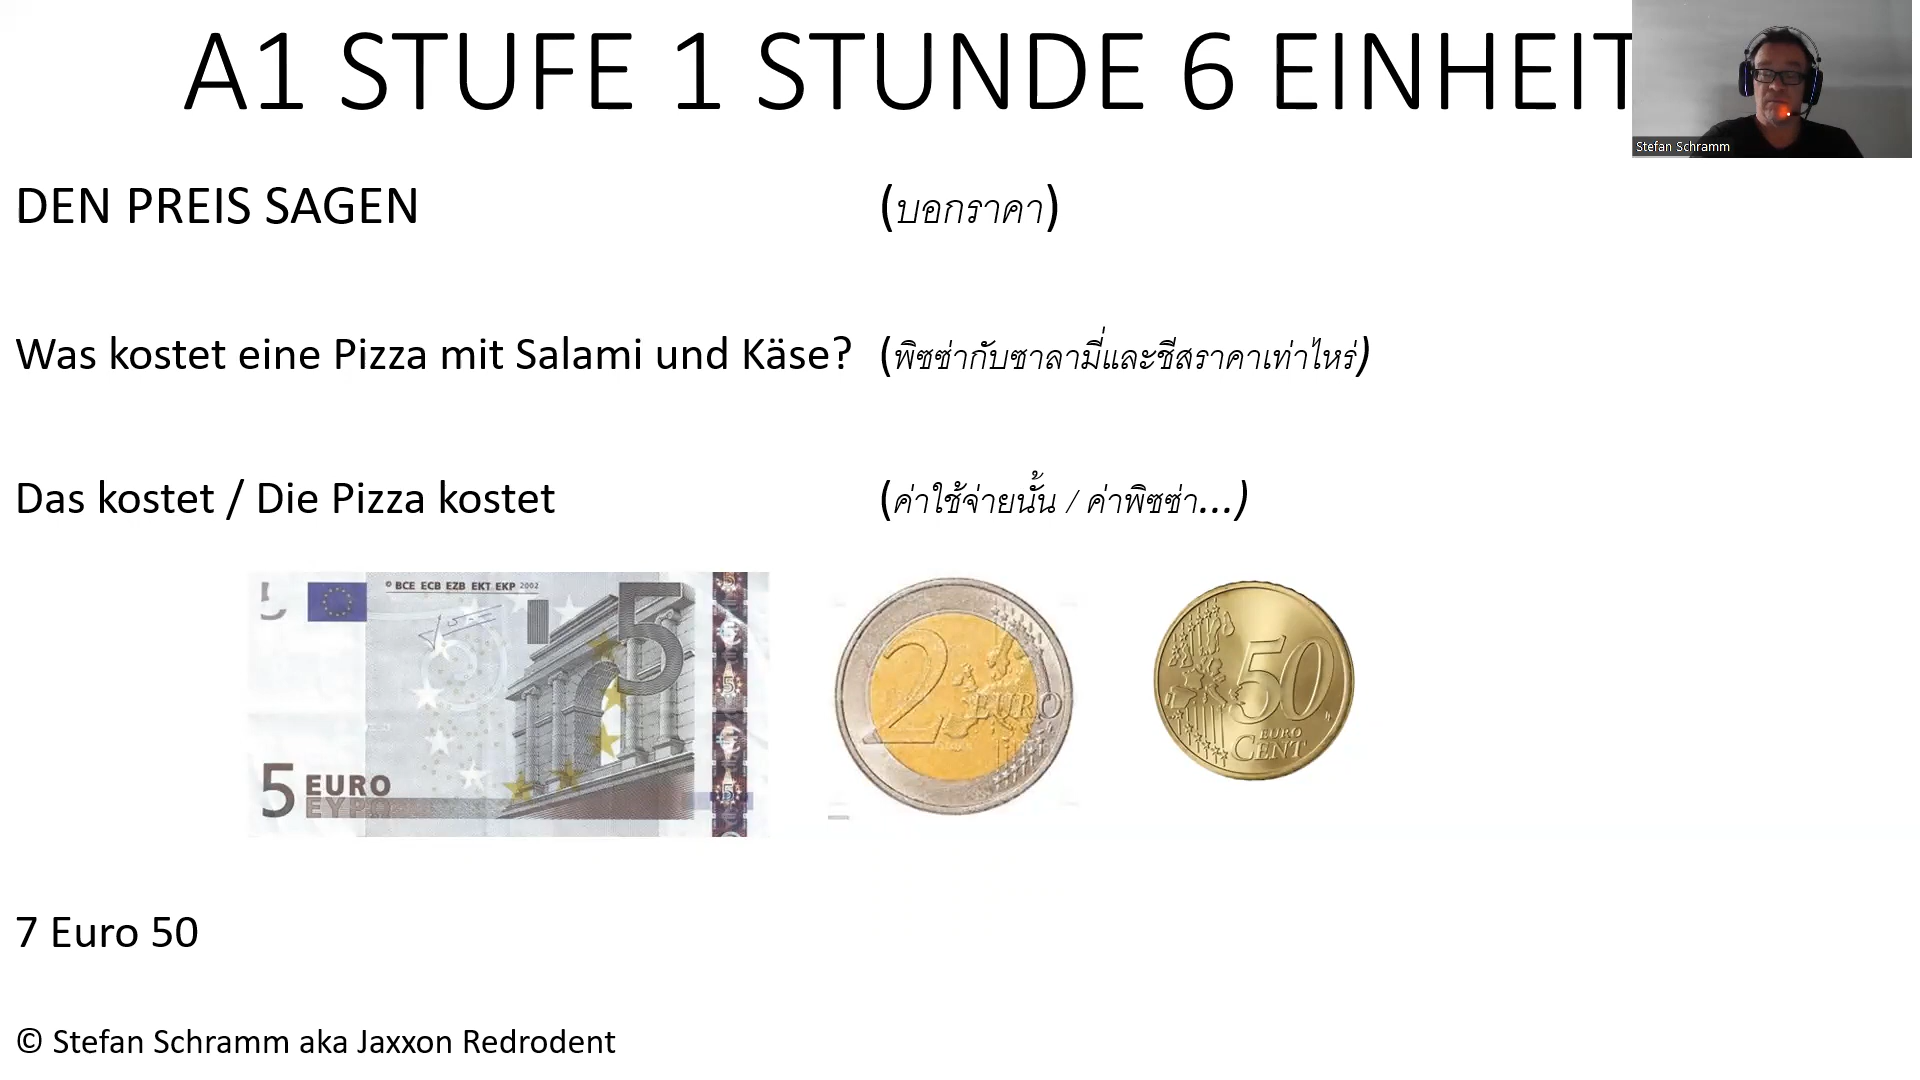 A1 STUFE 1 STUNDE 6 EINHEIT
Stefan Schramm
DEN PREIS SAGEN (บอกราคา)
Was kostet eine Pizza mit Salami und Käse? (พิซซ่ากับซาลามี่และชีสราคาเท่าไหร่)
Das kostet / Die Pizza kostet (ค่าใช้จ่ายนั้น / ค่าพิซซ่า...)
© BCE ECB EZB EKT EKP 2002
5
5 EURO
ΕΥΡΩ
2 EURO
50 EURO CENT
7 Euro 50
© Stefan Schramm aka Jaxxon Redrodent